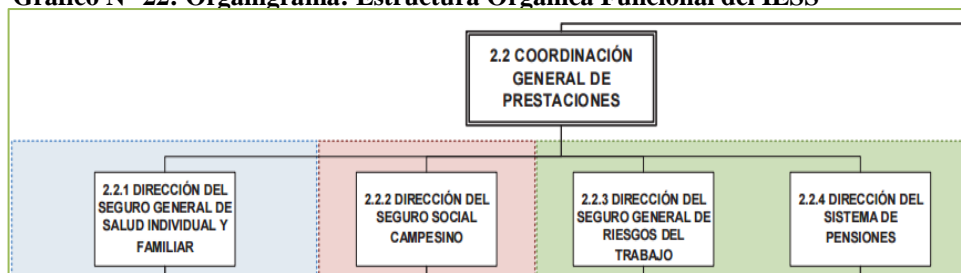 Gráfico N° 22: Organigrama: Estructura Orgánica Funcional del IESS
2.2 COORDINACIÓN
GENERAL DE
PRESTACIONES
2.2.1 DIRECCIÓN DEL
SEGURO GENERAL DE
SALUD INDIVIDUAL Y
FAMILIAR
2.2.2 DIRECCIÓN DEL
SEGURO SOCIAL
CAMPESINO
2.2.3 DIRECCIÓN DEL
SEGURO GENERAL DE
RIESGOS DEL
TRABAJO
2.2.4 DIRECCIÓN DEL
SISTEMA DE
PENSIONES